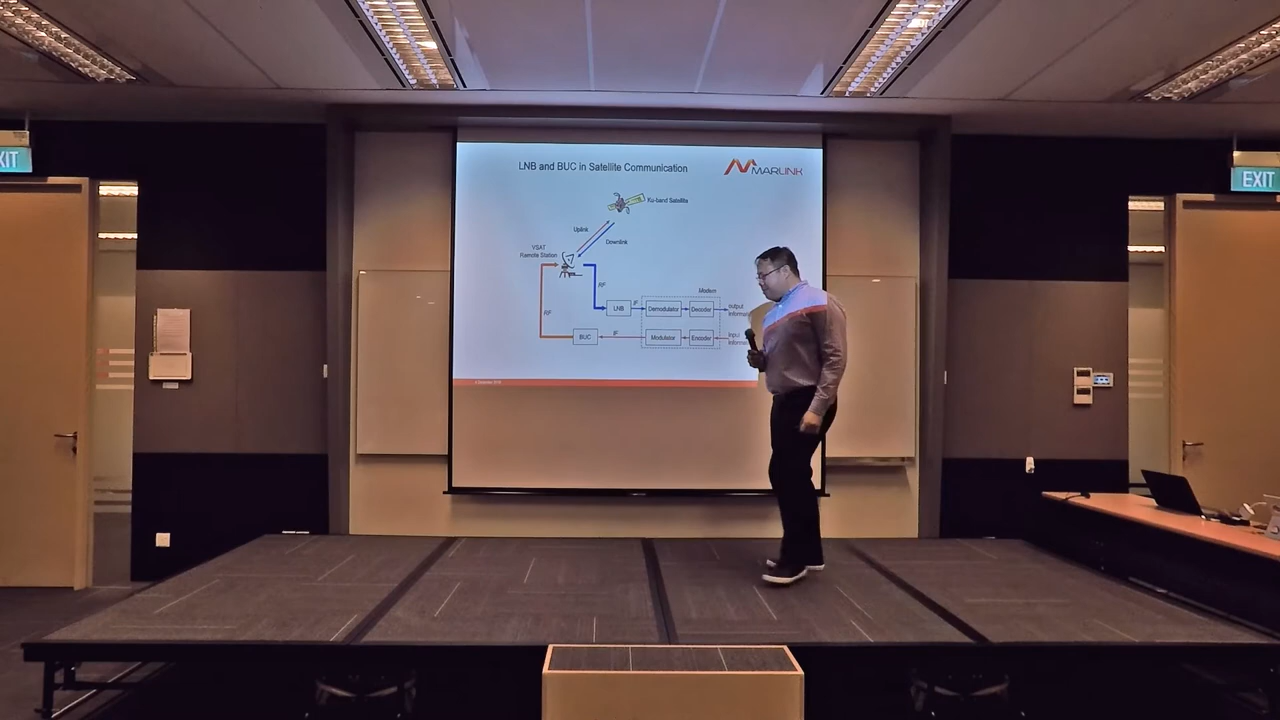 EXIT
EXIT
LNB and BUC in Satellite Communication
MARLINK
Ku-band Satellite
Uplink
Downlink
VSAT
Remote Station
RF
RF
LNB
IF
Modem
Demodulator
Decoder
output
BUC
IF
Modulator
Encoder
Input